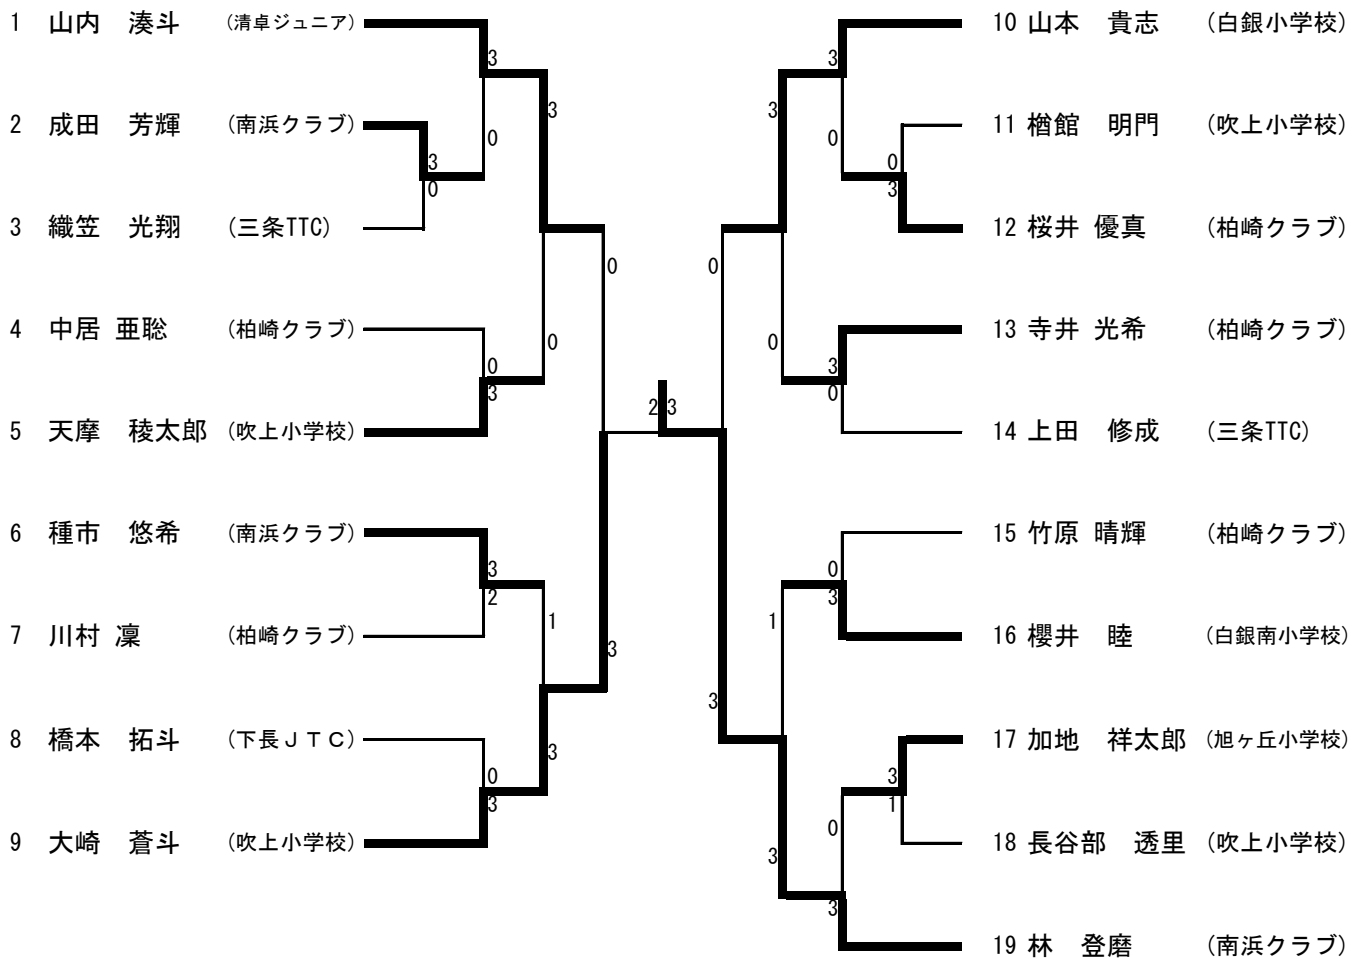 1 山内 湊斗 (清卓ジュニア)
3
2 成田 芳輝 (南浜クラブ)
3
0
3
0
3 織笠 光翔 (三条TTC)
0
4 中居 亜聡 (柏崎クラブ)
0
0
3
5 天摩 稜太郎 (吹上小学校)
6 種市 悠希 (南浜クラブ)
3
2
1
7 川村 凜 (柏崎クラブ)
3
8 橋本 拓斗 (下長JTC)
3
0
3
9 大崎 蒼斗 (吹上小学校)
2 3
10 山本 貴志 (白銀小学校)
3
3
11 楢館 明門 (吹上小学校)
0
0
3
12 桜井 優真 (柏崎クラブ)
0
13 寺井 光希 (柏崎クラブ)
0
3
0
14 上田 修成 (三条TTC)
15 竹原 晴輝 (柏崎クラブ)
0
3
1
16 櫻井 睦 (白銀南小学校)
3
17 加地 祥太郎 (旭ヶ丘小学校)
3
1
0
18 長谷部 透里 (吹上小学校)
3
3
19 林 登磨 (南浜クラブ)